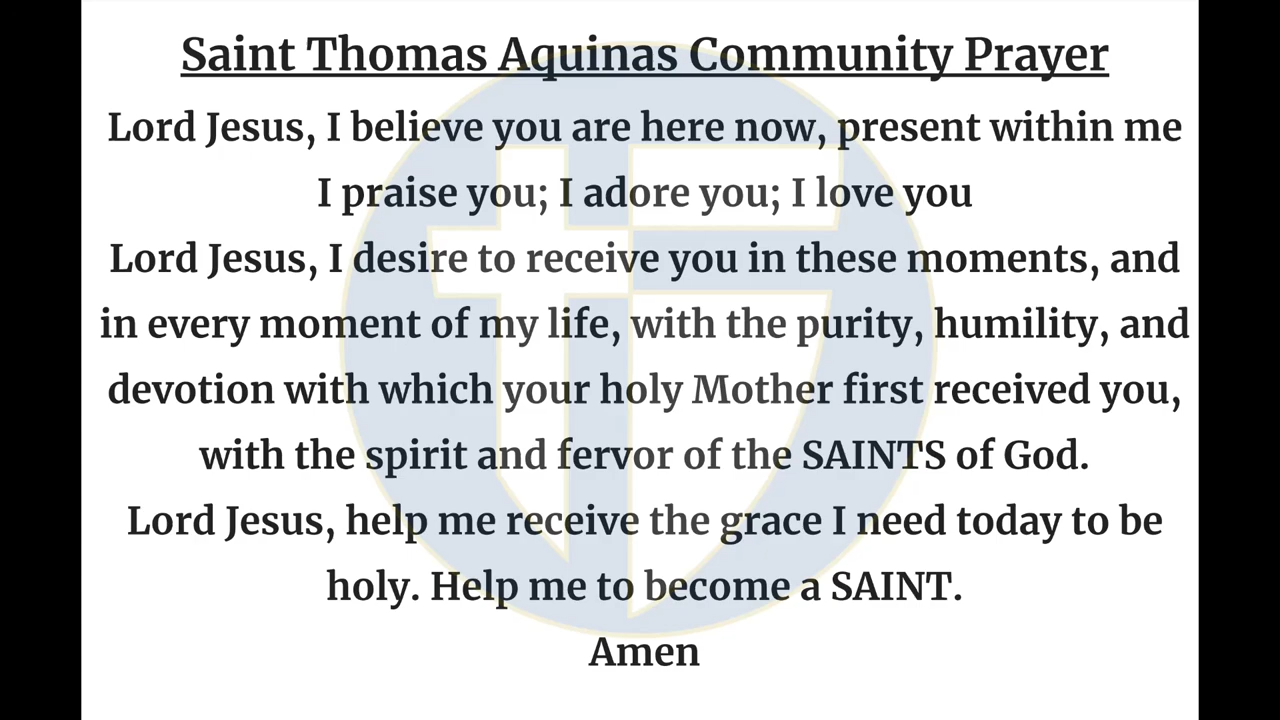 Saint Thomas Aquinas Community Prayer
Lord Jesus, I believe you are here now, present within me
I praise you; I adore you; I love you
Lord Jesus, I desire to receive you in these moments, and
in every moment of my life, with the purity, humility, and
devotion with which your holy Mother first received you,
with the spirit and fervor of the SAINTS of God.
Lord Jesus, help me receive the grace I need today to be
holy. Help me to become a SAINT.
Amen